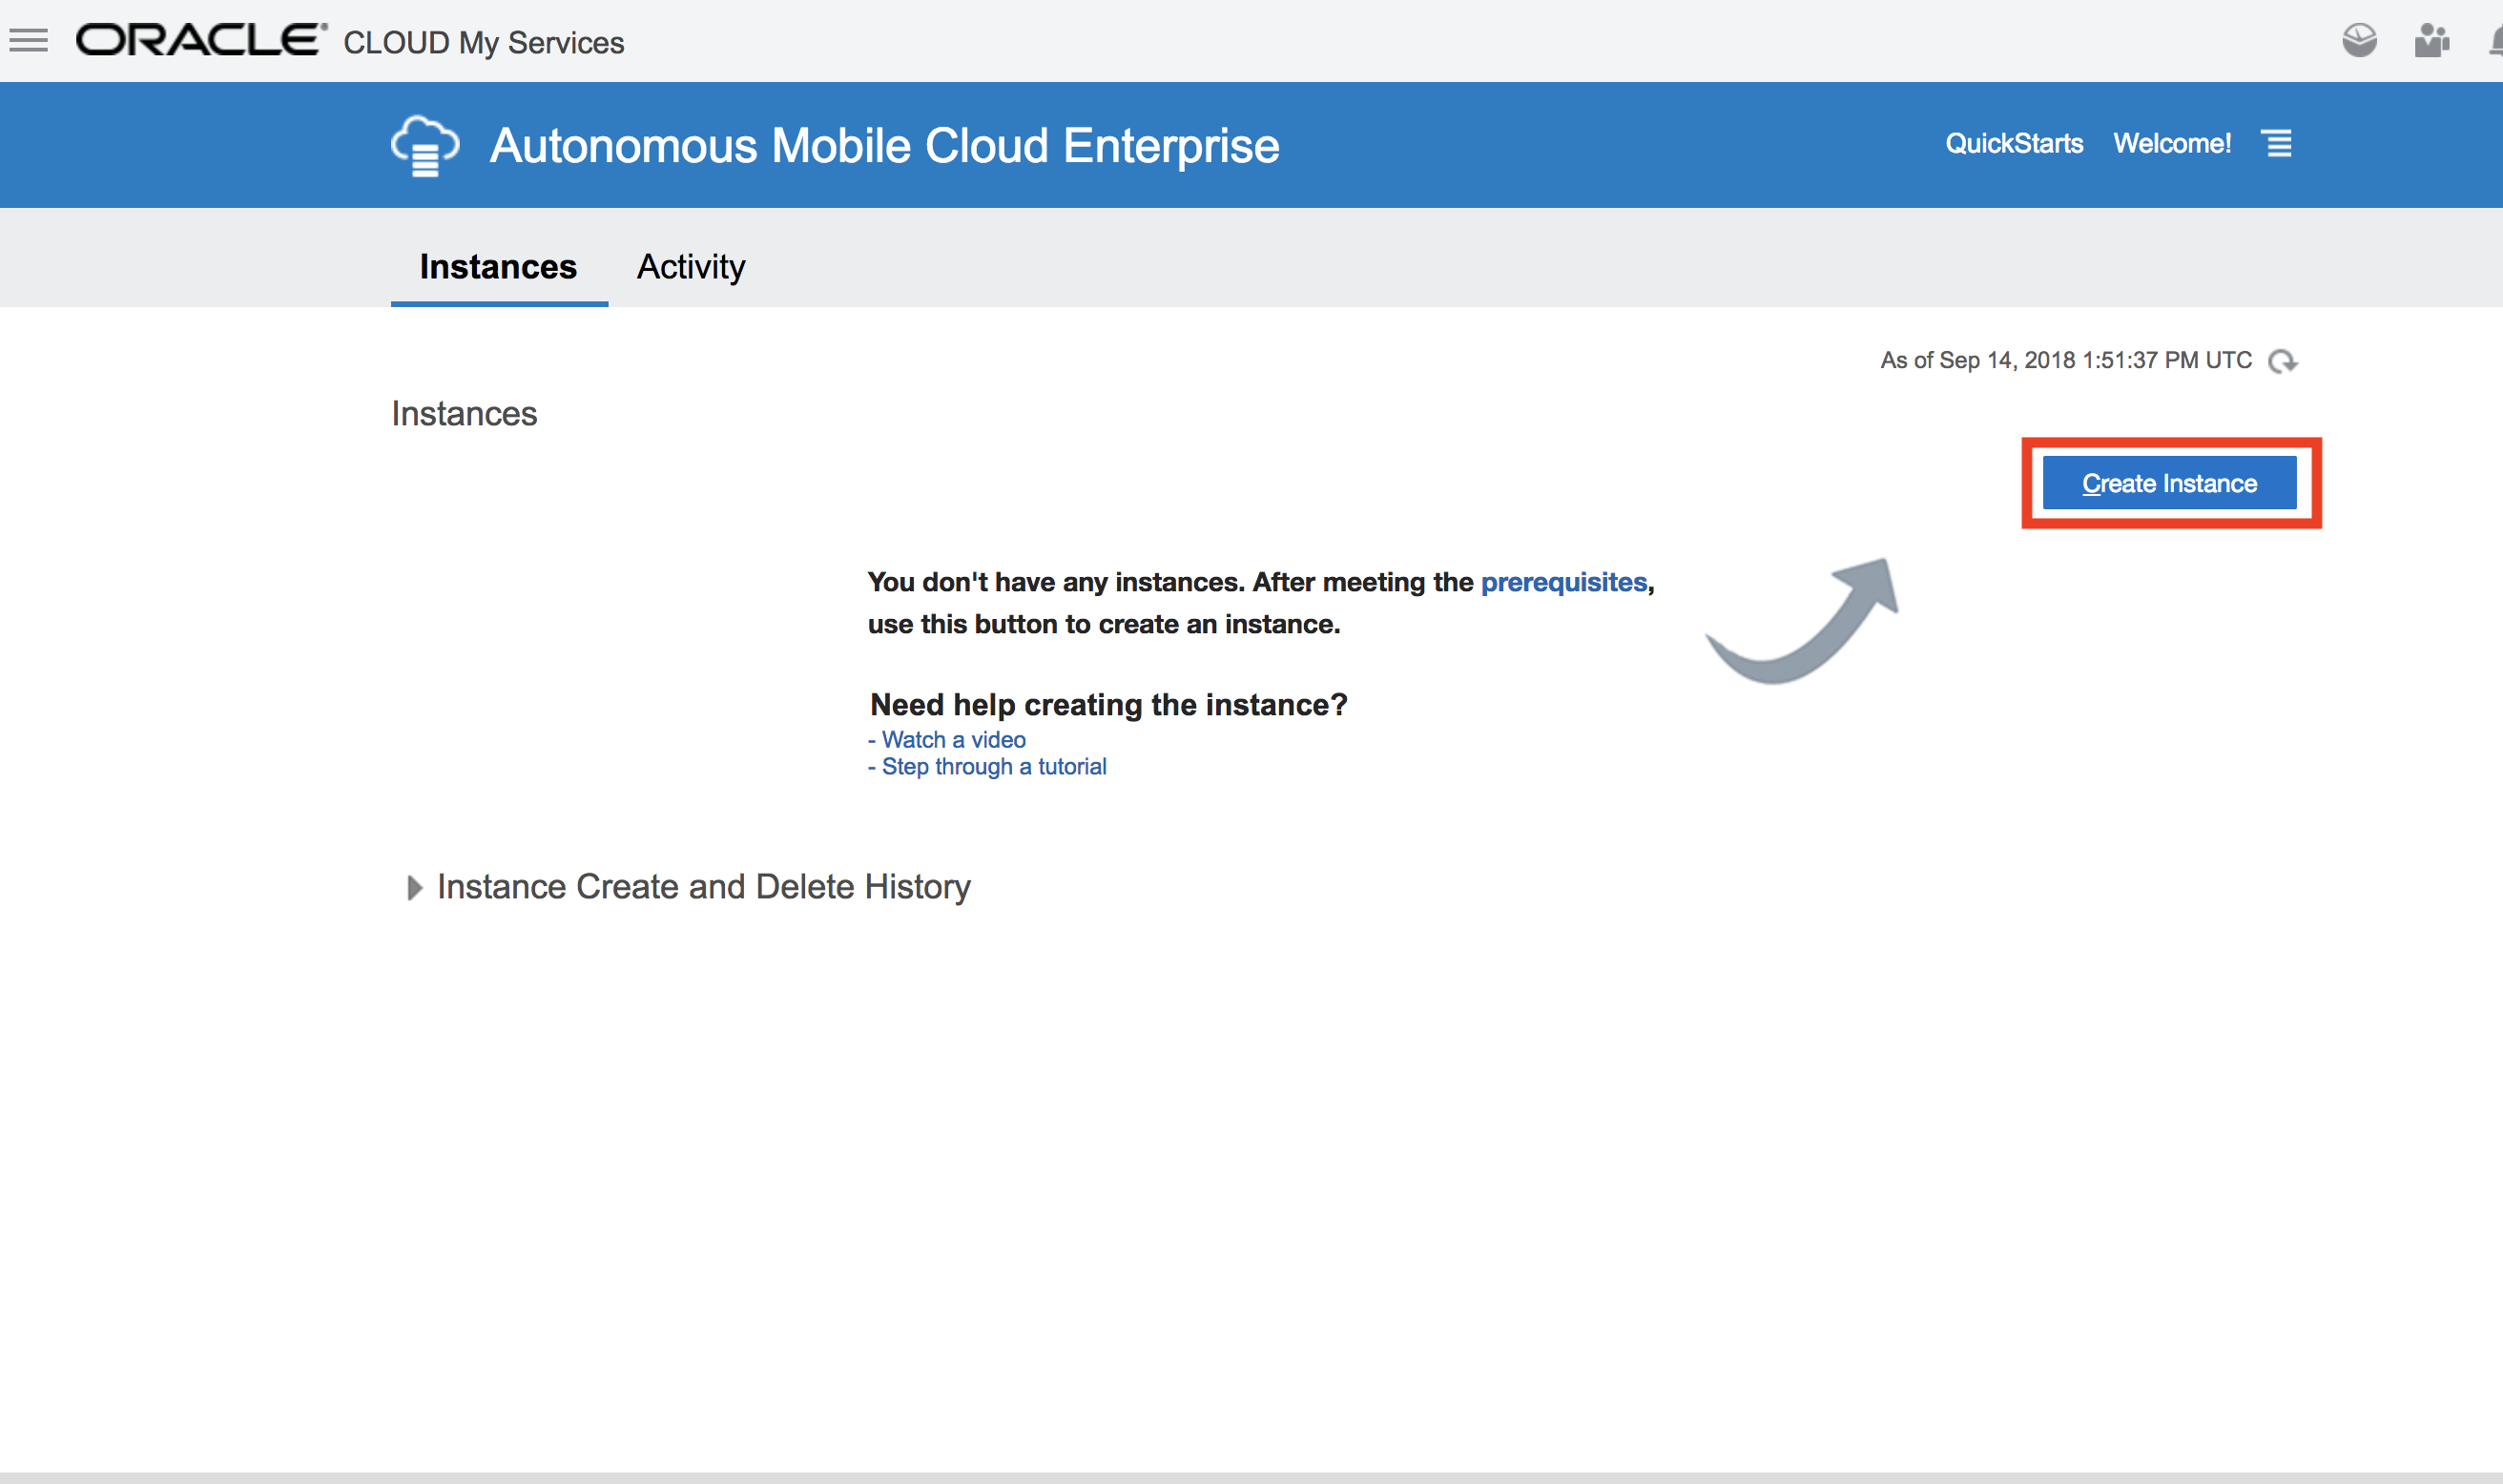 ORACLE® CLOUD My Services
Autonomous Mobile Cloud Enterprise
QuickStarts Welcome!
Instances Activity
As of Sep 14, 2018 1:51:37 PM UTC
Instances
Create Instance
You don't have any instances. After meeting the prerequisites,
use this button to create an instance.
Need help creating the instance?
- Watch a video
- Step through a tutorial
Instance Create and Delete History